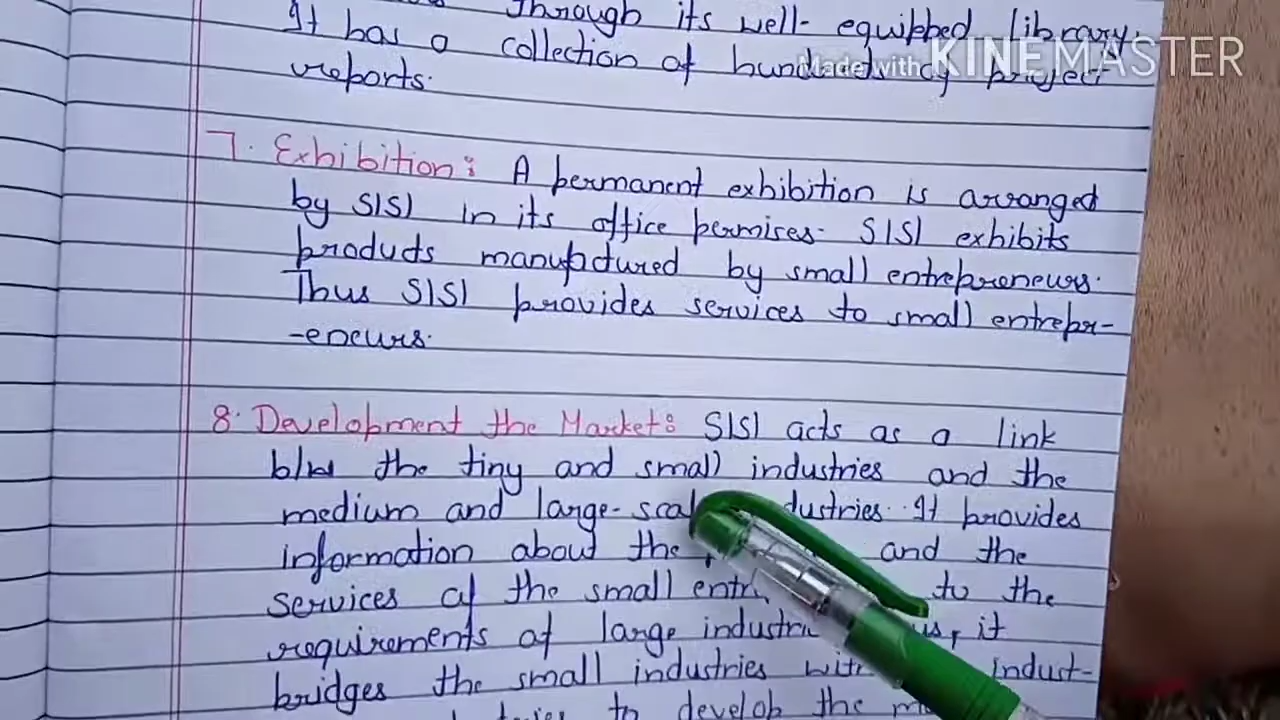 through its well-equipped library.
It has a collection of hundreds of project
reports.
Made with KINEMASTER
7. Exhibition: A permanent exhibition is arranged
by SISI in its office permises. SISI exhibits
products manufactured by small entrepreneurs.
Thus SISI provides services to small entrepr-
-eneurs.
8. Development the Market: SISI acts as a link
b/w the tiny and small industries and the
medium and large-scale industries. It provides
information about the and the
services of the small to the
requirements of large it
bridges the small industries with indust-
to develop the